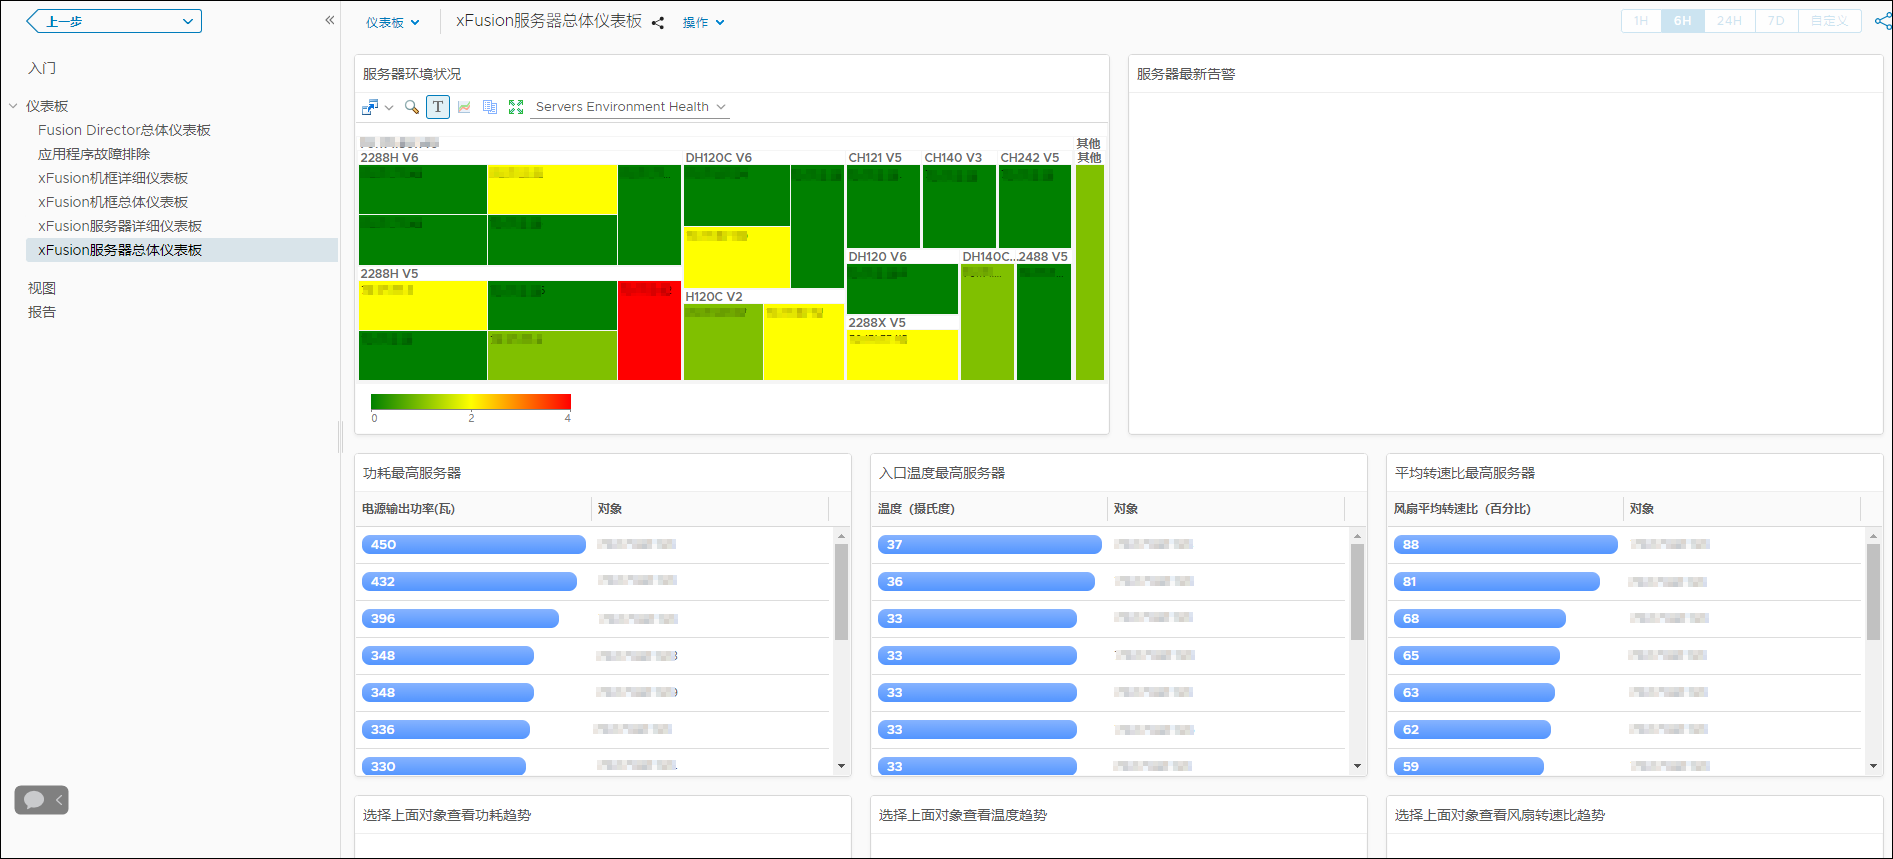 上一步
入门
仪表板
Fusion Director总体仪表板
应用程序故障排除
xFusion机框详细仪表板
xFusion机框总体仪表板
xFusion服务器详细仪表板
xFusion服务器总体仪表板
视图
报告
仪表板 xFusion服务器总体仪表板 操作 1H 6H 24H 7D 自定义
服务器环境状况
T Servers Environment Health
其他
2288H V6 DH120C V6 CH121 V5 CH140 V3 CH242 V5 其他
DH120 V6 DH140C... 2488 V5
2288H V5
H120C V2
2288X V5
0 2 4
服务器最新告警
功耗最高服务器
电源输出功率(瓦) 对象
450
432
396
348
348
336
330
入口温度最高服务器
温度（摄氏度） 对象
37
36
33
33
33
33
33
平均转速比最高服务器
风扇平均转速比（百分比） 对象
88
81
68
65
63
62
59
选择上面对象查看功耗趋势
选择上面对象查看温度趋势
选择上面对象查看风扇转速比趋势